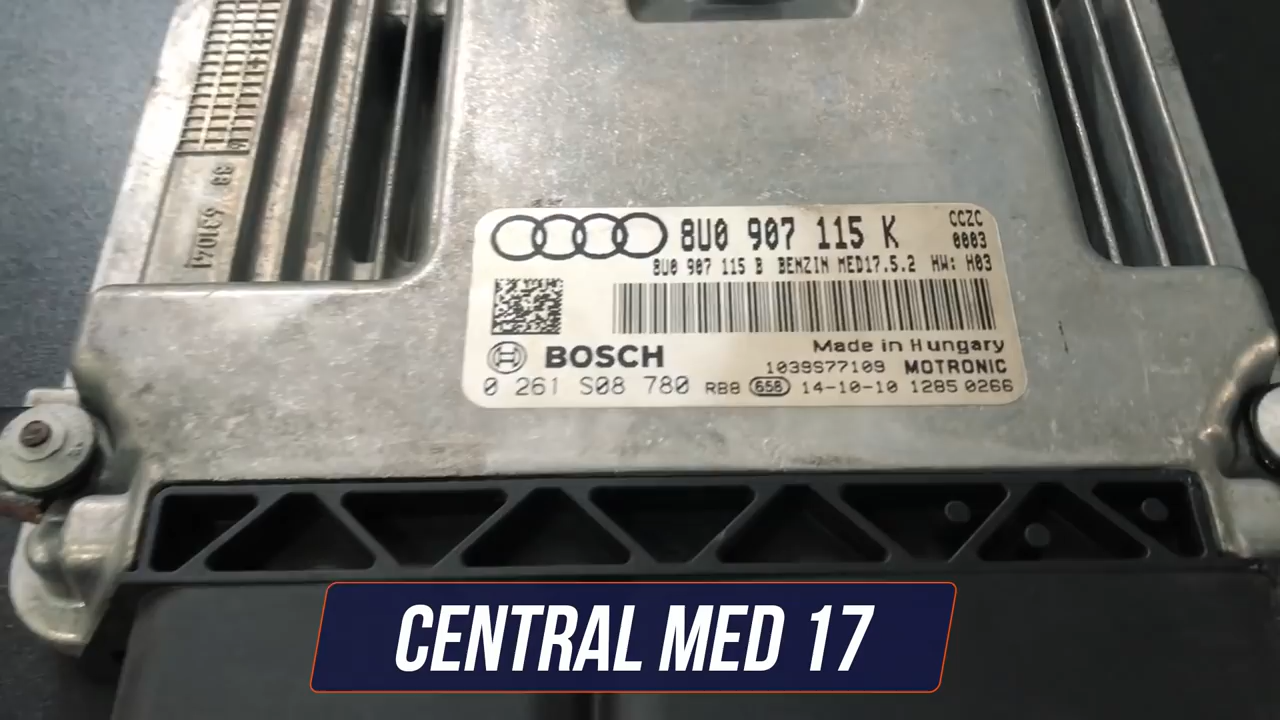 8U0 907 115 K
CCZC
0003
8U0 907 115 B BENZIN MED17.5.2 HW: H03
Made in Hungary
BOSCH
1039S77109 MOTRONIC
0 261 S08 780 RB8 656 14-10-10 1285 0266
CENTRAL MED 17